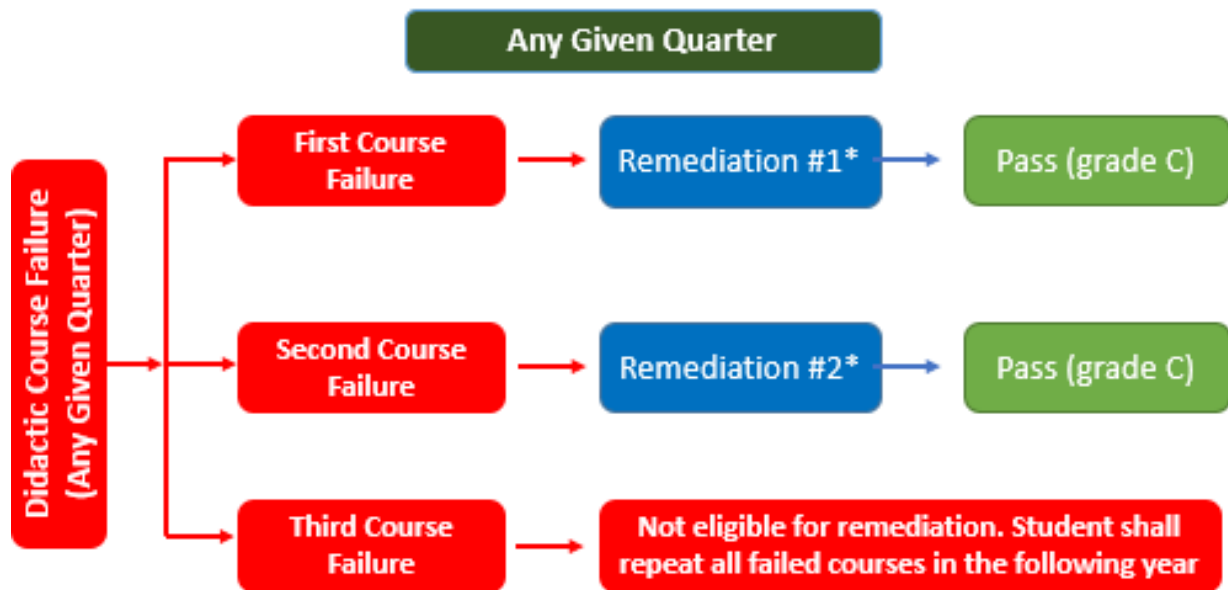 Any Given Quarter
Didactic Course Failure
(Any Given Quarter)
First Course
Failure
Remediation #1*
Pass (grade C)
Second Course
Failure
Remediation #2*
Pass (grade C)
Third Course
Failure
Not eligible for remediation. Student shall
repeat all failed courses in the following year